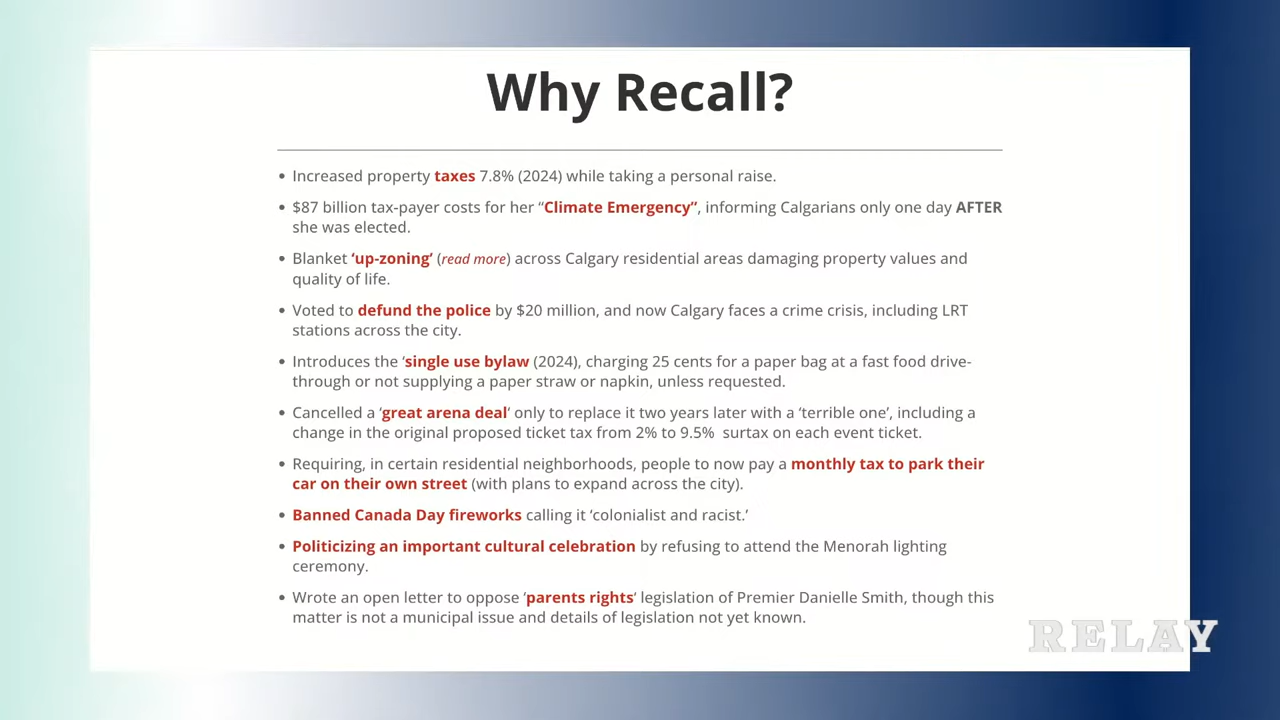 Why Recall?
• Increased property taxes 7.8% (2024) while taking a personal raise.
• $87 billion tax-payer costs for her “Climate Emergency”, informing Calgarians only one day AFTER
she was elected.
• Blanket ‘up-zoning’ (read more) across Calgary residential areas damaging property values and
quality of life.
• Voted to defund the police by $20 million, and now Calgary faces a crime crisis, including LRT
stations across the city.
• Introduces the ‘single use bylaw (2024), charging 25 cents for a paper bag at a fast food drive-
through or not supplying a paper straw or napkin, unless requested.
• Cancelled a ‘great arena deal‘ only to replace it two years later with a ‘terrible one’, including a
change in the original proposed ticket tax from 2% to 9.5%  surtax on each event ticket.
• Requiring, in certain residential neighborhoods, people to now pay a monthly tax to park their
car on their own street (with plans to expand across the city).
• Banned Canada Day fireworks calling it ‘colonialist and racist.’
• Politicizing an important cultural celebration by refusing to attend the Menorah lighting
ceremony.
• Wrote an open letter to oppose ‘parents rights‘ legislation of Premier Danielle Smith, though this
matter is not a municipal issue and details of legislation not yet known.
RELAY